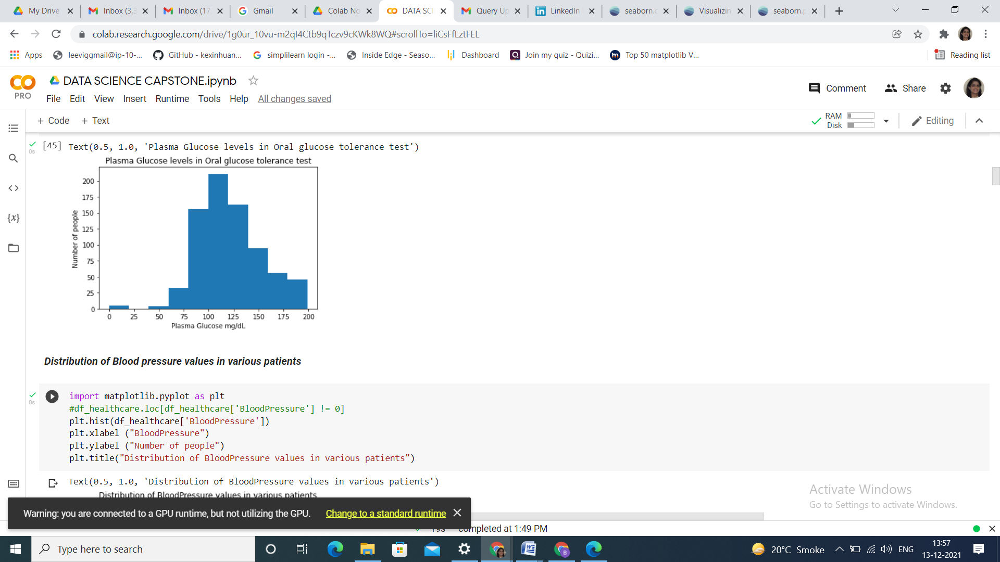 My Drive
Inbox (3,3
Inbox (17
Gmail
Colab No
DATA SCI
Query Up
LinkedIn
seaborn.c
Visualizin
seaborn.p
colab.research.google.com/drive/1g0ur_10vu-m2qI4Ctb9qTczv9cKWk8WQ#scrollTo=liCsFfLztFEL
Apps
leeviggmail@ip-10-...
GitHub - kexinhuan...
simplilearn login -...
Inside Edge - Seaso...
Dashboard
Join my quiz - Quizi...
Top 50 matplotlib V...
Reading list
DATA SCIENCE CAPSTONE.ipynb
PRO
File Edit View Insert Runtime Tools Help All changes saved
Comment
Share
+ Code + Text
RAM
Disk
Editing
0s
[45] Text(0.5, 1.0, 'Plasma Glucose levels in Oral glucose tolerance test')
Plasma Glucose levels in Oral glucose tolerance test
200
175
150
125
100
75
50
25
0
Number of people
0 25 50 75 100 125 150 175 200
Plasma Glucose mg/dL
Distribution of Blood pressure values in various patients
0s
import matplotlib.pyplot as plt
#df_healthcare.loc[df_healthcare['BloodPressure'] != 0]
plt.hist(df_healthcare['BloodPressure'])
plt.xlabel ("BloodPressure")
plt.ylabel ("Number of people")
plt.title("Distribution of BloodPressure values in various patients")
Text(0.5, 1.0, 'Distribution of BloodPressure values in various patients')
Distribution of BloodPressure values in various patients
Activate Windows
Go to Settings to activate Windows.
Warning: you are connected to a GPU runtime, but not utilizing the GPU. Change to a standard runtime
completed at 1:49 PM
Type here to search
20°C Smoke
ENG
13:57
13-12-2021